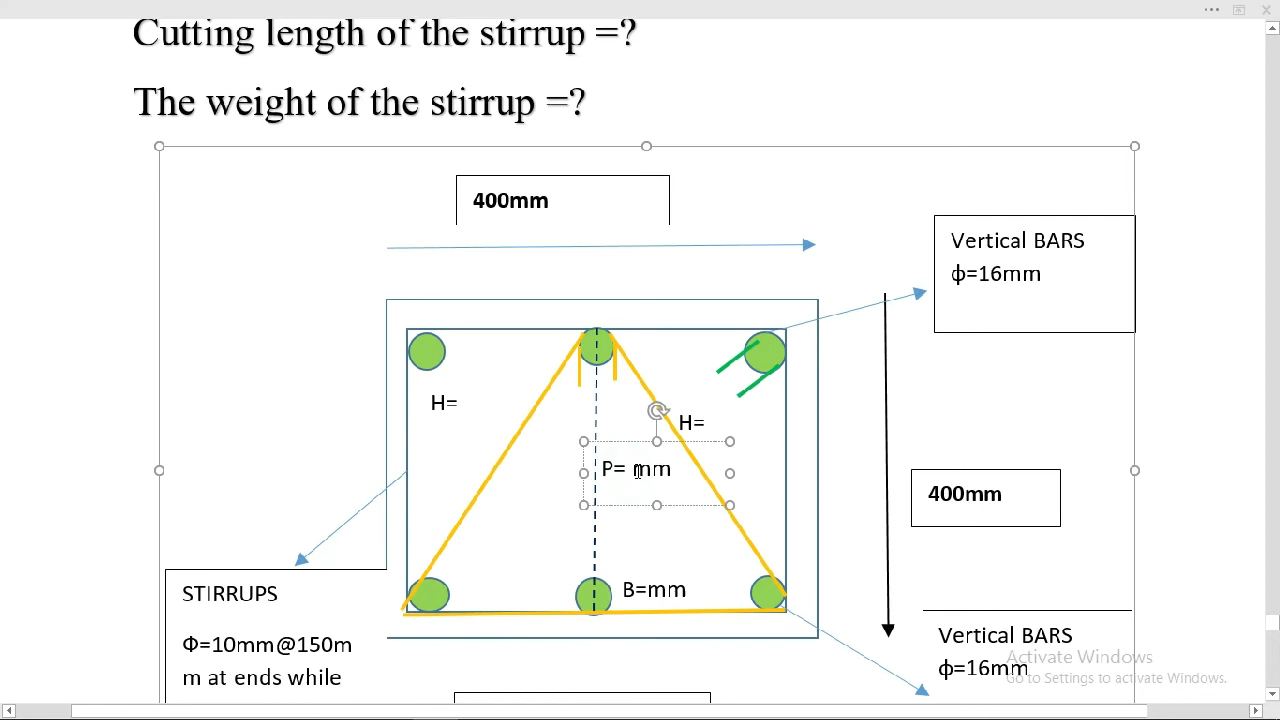 Cutting length of the stirrup =?
The weight of the stirrup =?
400mm
Vertical BARS
ϕ=16mm
H=
H=
P= mm
400mm
B=mm
STIRRUPS
Φ=10mm@150m
m at ends while
Vertical BARS
ϕ=16mm
Activate Windows
Go to Settings to activate Windows.